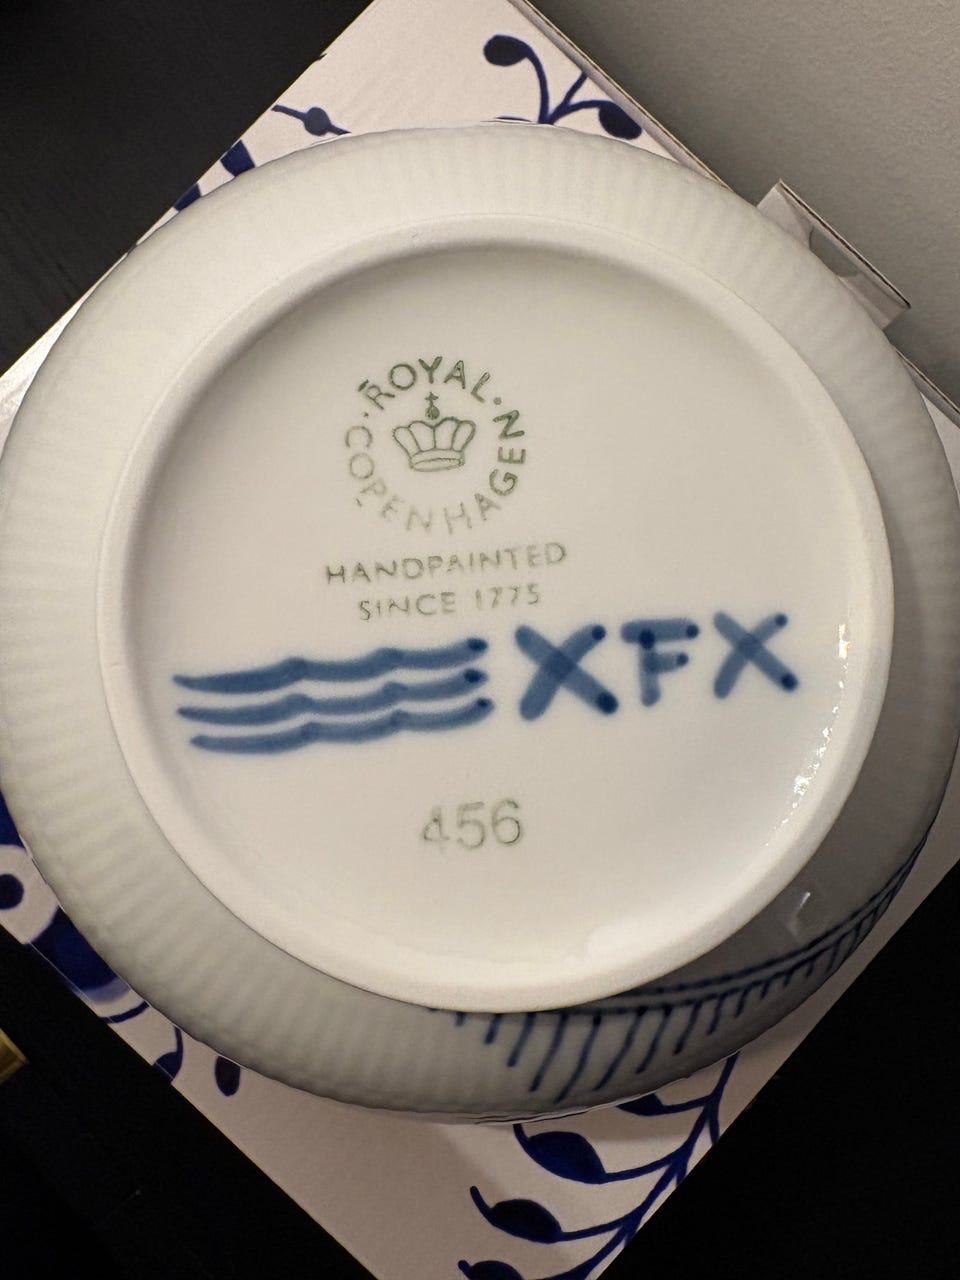 ROYAL · COPENHAGEN ·
HANDPAINTED
SINCE 1775
XFX
456